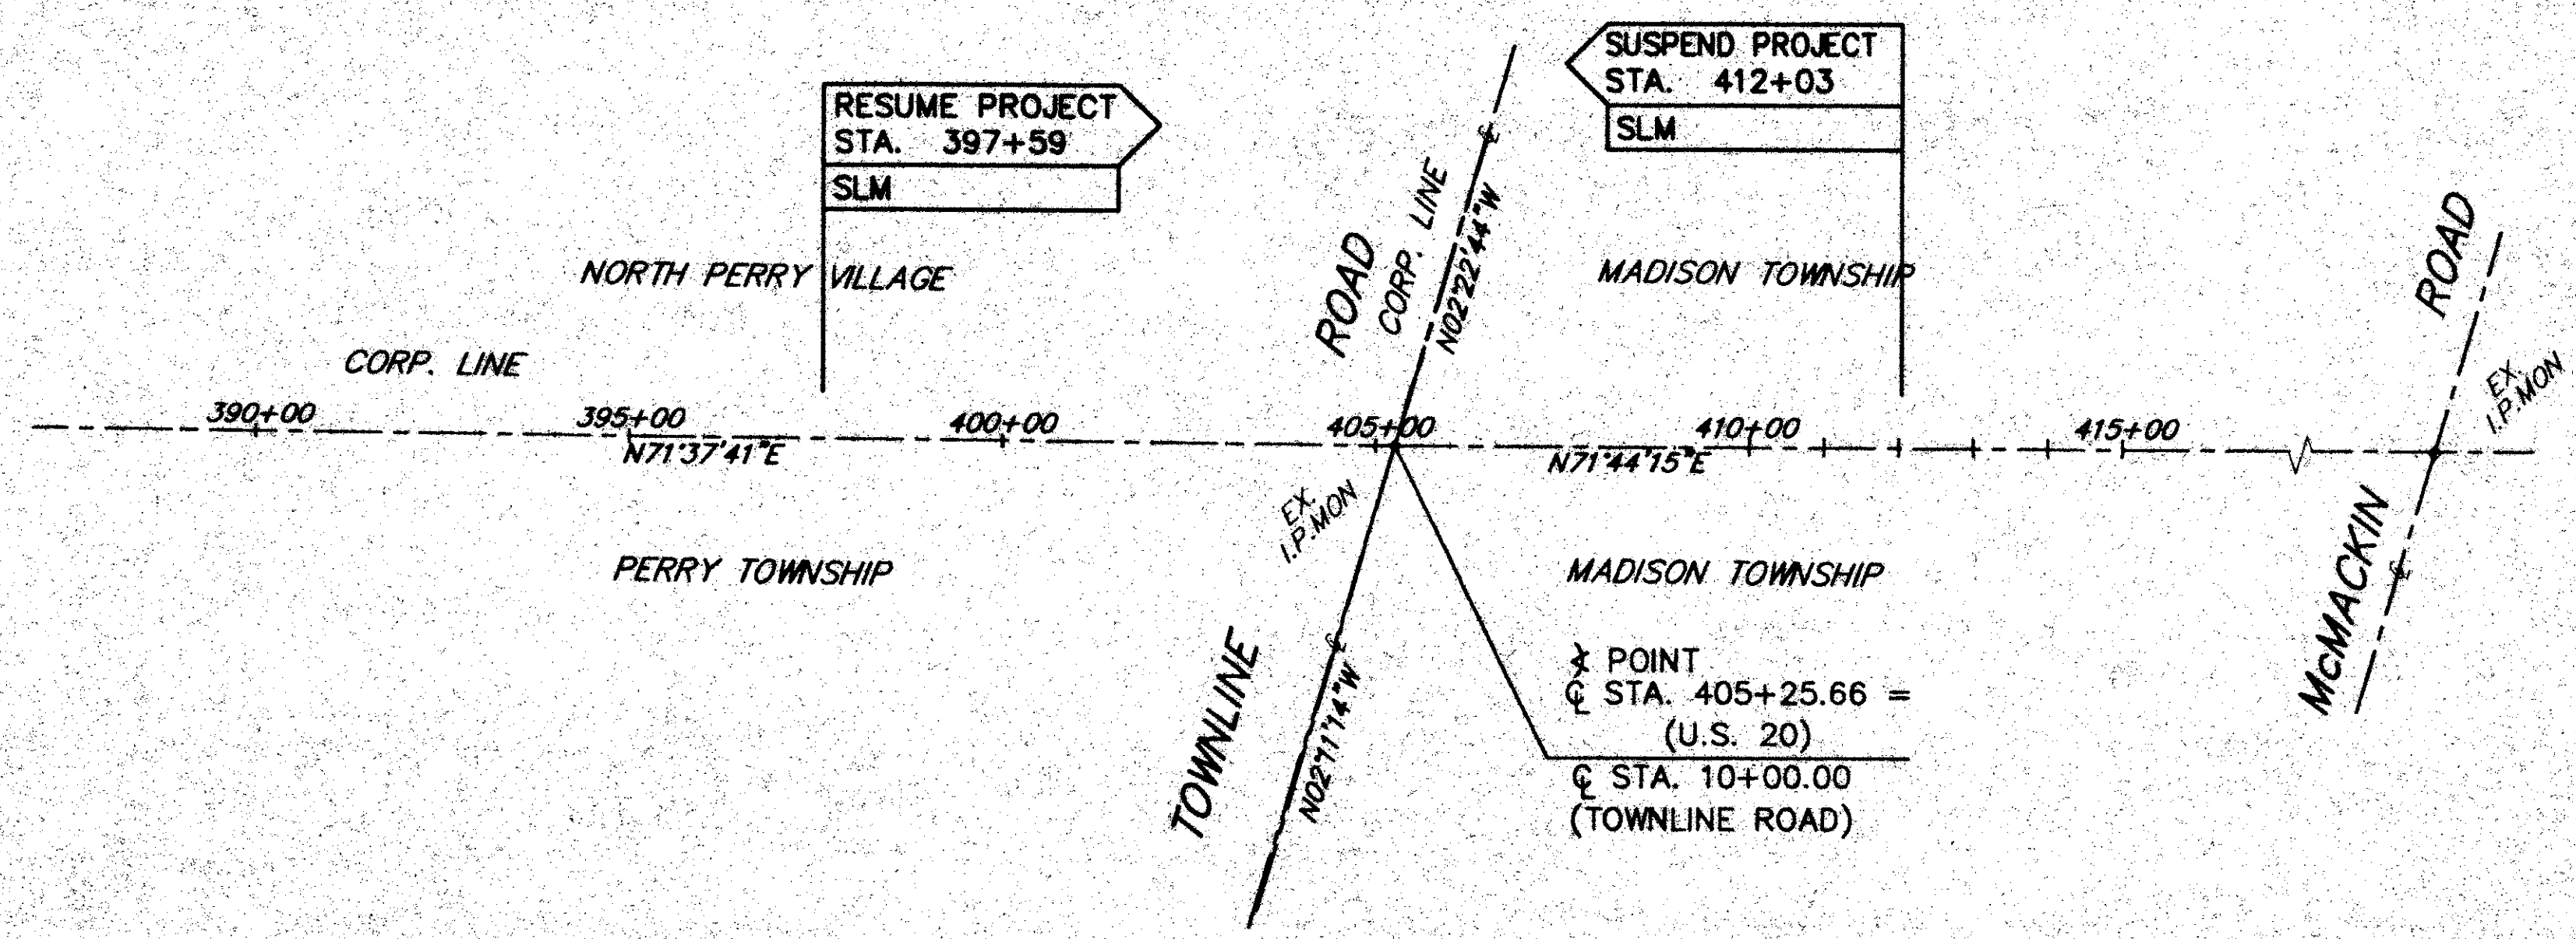 RESUME PROJECT
STA. 397+59
SLM
SUSPEND PROJECT
STA. 412+03
SLM
NORTH PERRY VILLAGE
ROAD
CORP. LINE
N02°22'44"W
MADISON TOWNSHIP
ROAD
CORP. LINE
EX.
I.P.MON
390+00
395+00
400+00
405+00
410+00
415+00
N71°37'41"E
N71°44'15"E
EX.
I.P.MON
PERRY TOWNSHIP
MADISON TOWNSHIP
McMACKIN
TOWNLINE
N02°11'14"W
POINT
℄ STA. 405+25.66 =
(U.S. 20)
℄ STA. 10+00.00
(TOWNLINE ROAD)